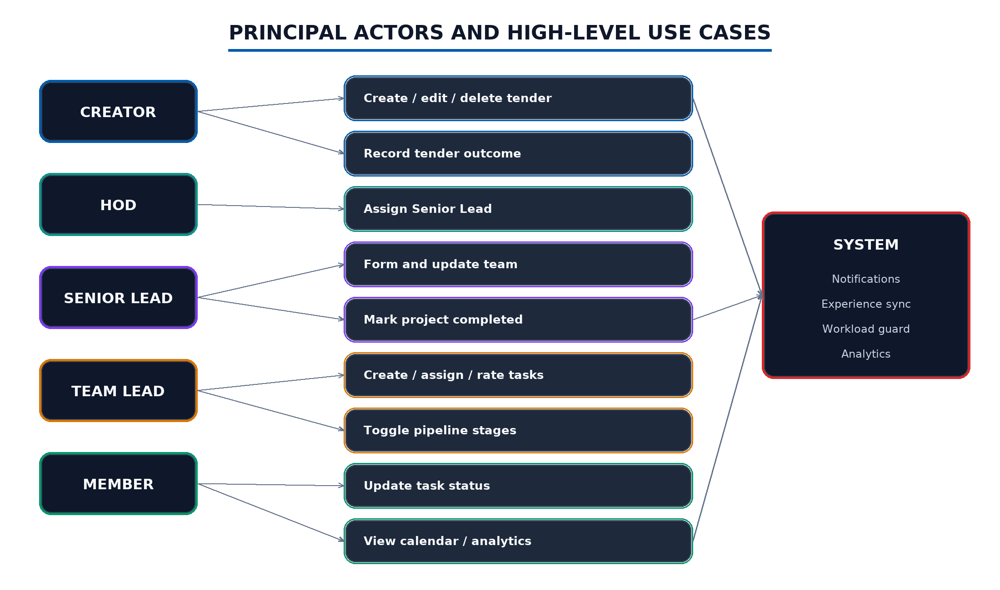 PRINCIPAL ACTORS AND HIGH-LEVEL USE CASES
CREATOR
HOD
SENIOR LEAD
TEAM LEAD
MEMBER
Create / edit / delete tender
Record tender outcome
Assign Senior Lead
Form and update team
Mark project completed
Create / assign / rate tasks
Toggle pipeline stages
Update task status
View calendar / analytics
SYSTEM
Notifications
Experience sync
Workload guard
Analytics